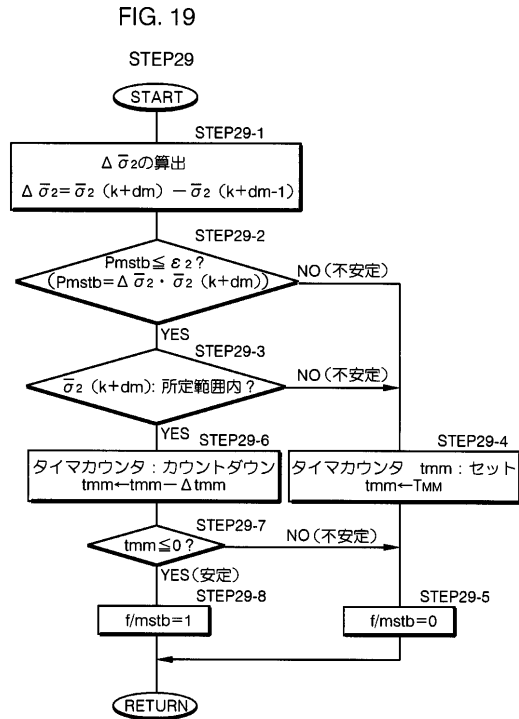 FIG. 19
STEP29
START
STEP29-1
Δσ̅₂の算出
Δσ̅₂=σ̅₂ (k+dm) −σ̅₂ (k+dm-1)
STEP29-2
Pmstb≦ε₂?
(Pmstb=Δσ̅₂・σ̅₂ (k+dm))
NO(不安定)
YES
STEP29-3
σ̅₂ (k+dm): 所定範囲内?
NO(不安定)
YES
STEP29-6
タイマカウンタ:カウントダウン
tmm←tmm−Δtmm
STEP29-4
タイマカウンタ tmm:セット
tmm←TMM
STEP29-7
tmm≦0?
NO(不安定)
YES(安定)
STEP29-8
f/mstb=1
STEP29-5
f/mstb=0
RETURN